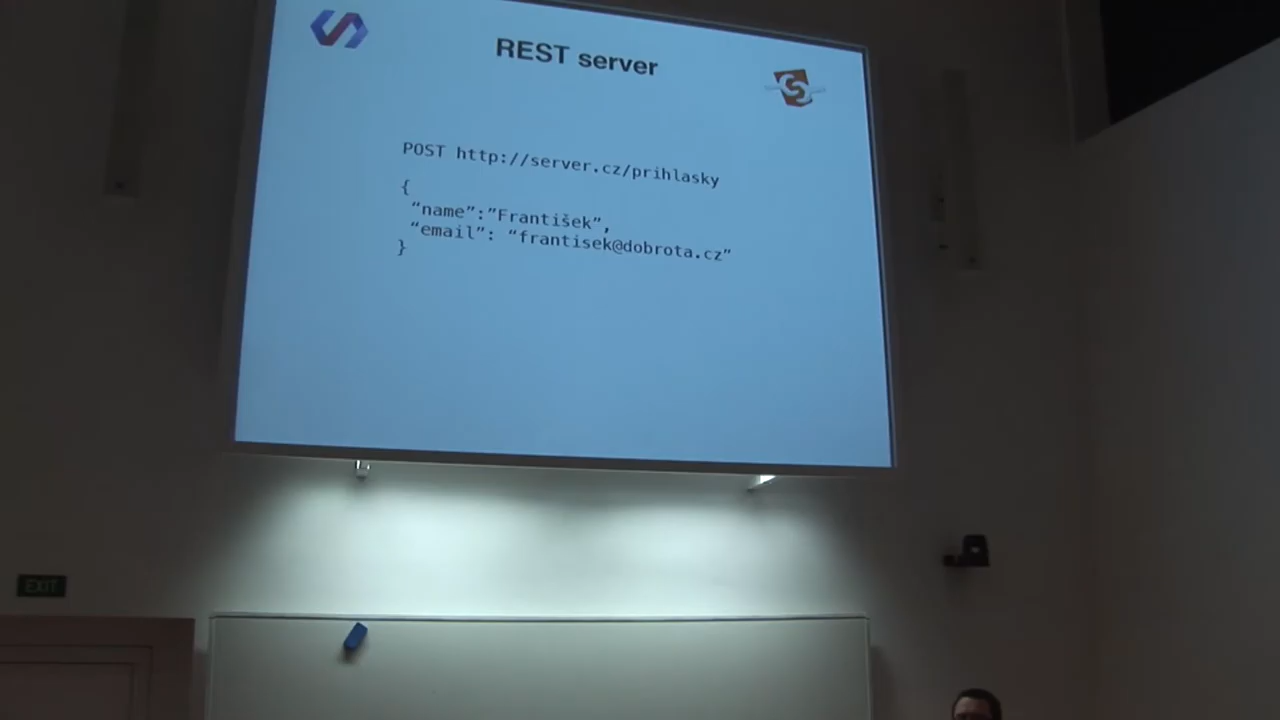 REST server
POST http://server.cz/prihlasky
{
“name”:”František”,
“email”: “frantisek@dobrota.cz”
}
EXIT